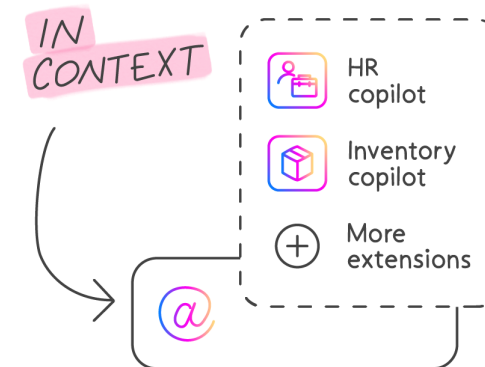 IN
CONTEXT
HR
copilot
Inventory
copilot
More
extensions
@